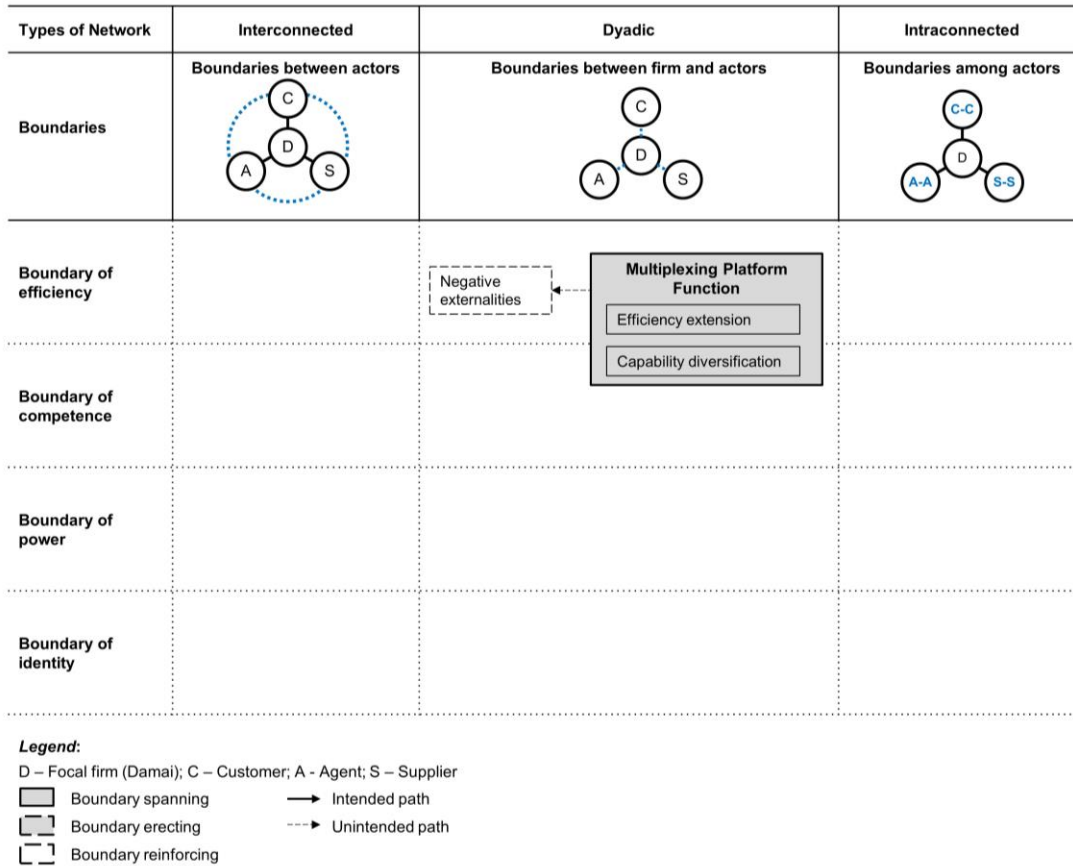 Types of Network
Interconnected
Dyadic
Intraconnected
Boundaries
Boundaries between actors
C
D
A
S
Boundaries between firm and actors
C
D
A
S
Boundaries among actors
C-C
D
A-A
S-S
Boundary of
efficiency
Negative
externalities
Multiplexing Platform
Function
Efficiency extension
Capability diversification
Boundary of
competence
Boundary of
power
Boundary of
identity
Legend:
D – Focal firm (Damai); C – Customer; A - Agent; S – Supplier
Boundary spanning
Intended path
Boundary erecting
Unintended path
Boundary reinforcing